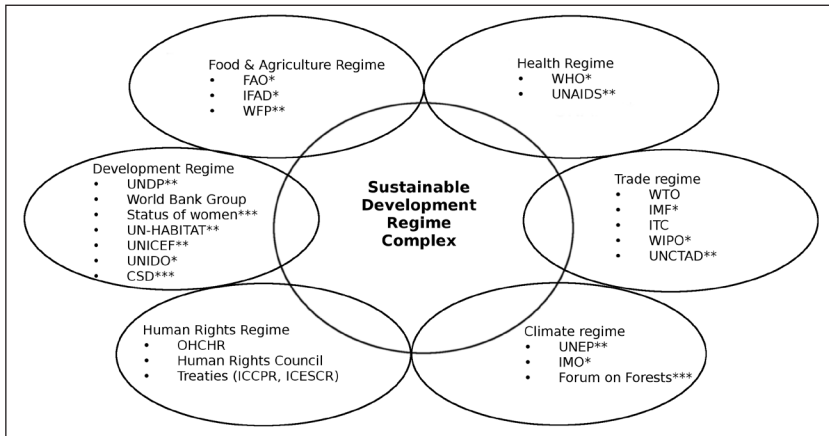 Food & Agriculture Regime
• FAO*
• IFAD*
• WFP**
Health Regime
• WHO*
• UNAIDS**
Development Regime
• UNDP**
• World Bank Group
• Status of women***
• UN-HABITAT**
• UNICEF**
• UNIDO*
• CSD***
Sustainable
Development
Regime
Complex
Trade regime
• WTO
• IMF*
• ITC
• WIPO*
• UNCTAD**
Human Rights Regime
• OHCHR
• Human Rights Council
• Treaties (ICCPR, ICESCR)
Climate regime
• UNEP**
• IMO*
• Forum on Forests***